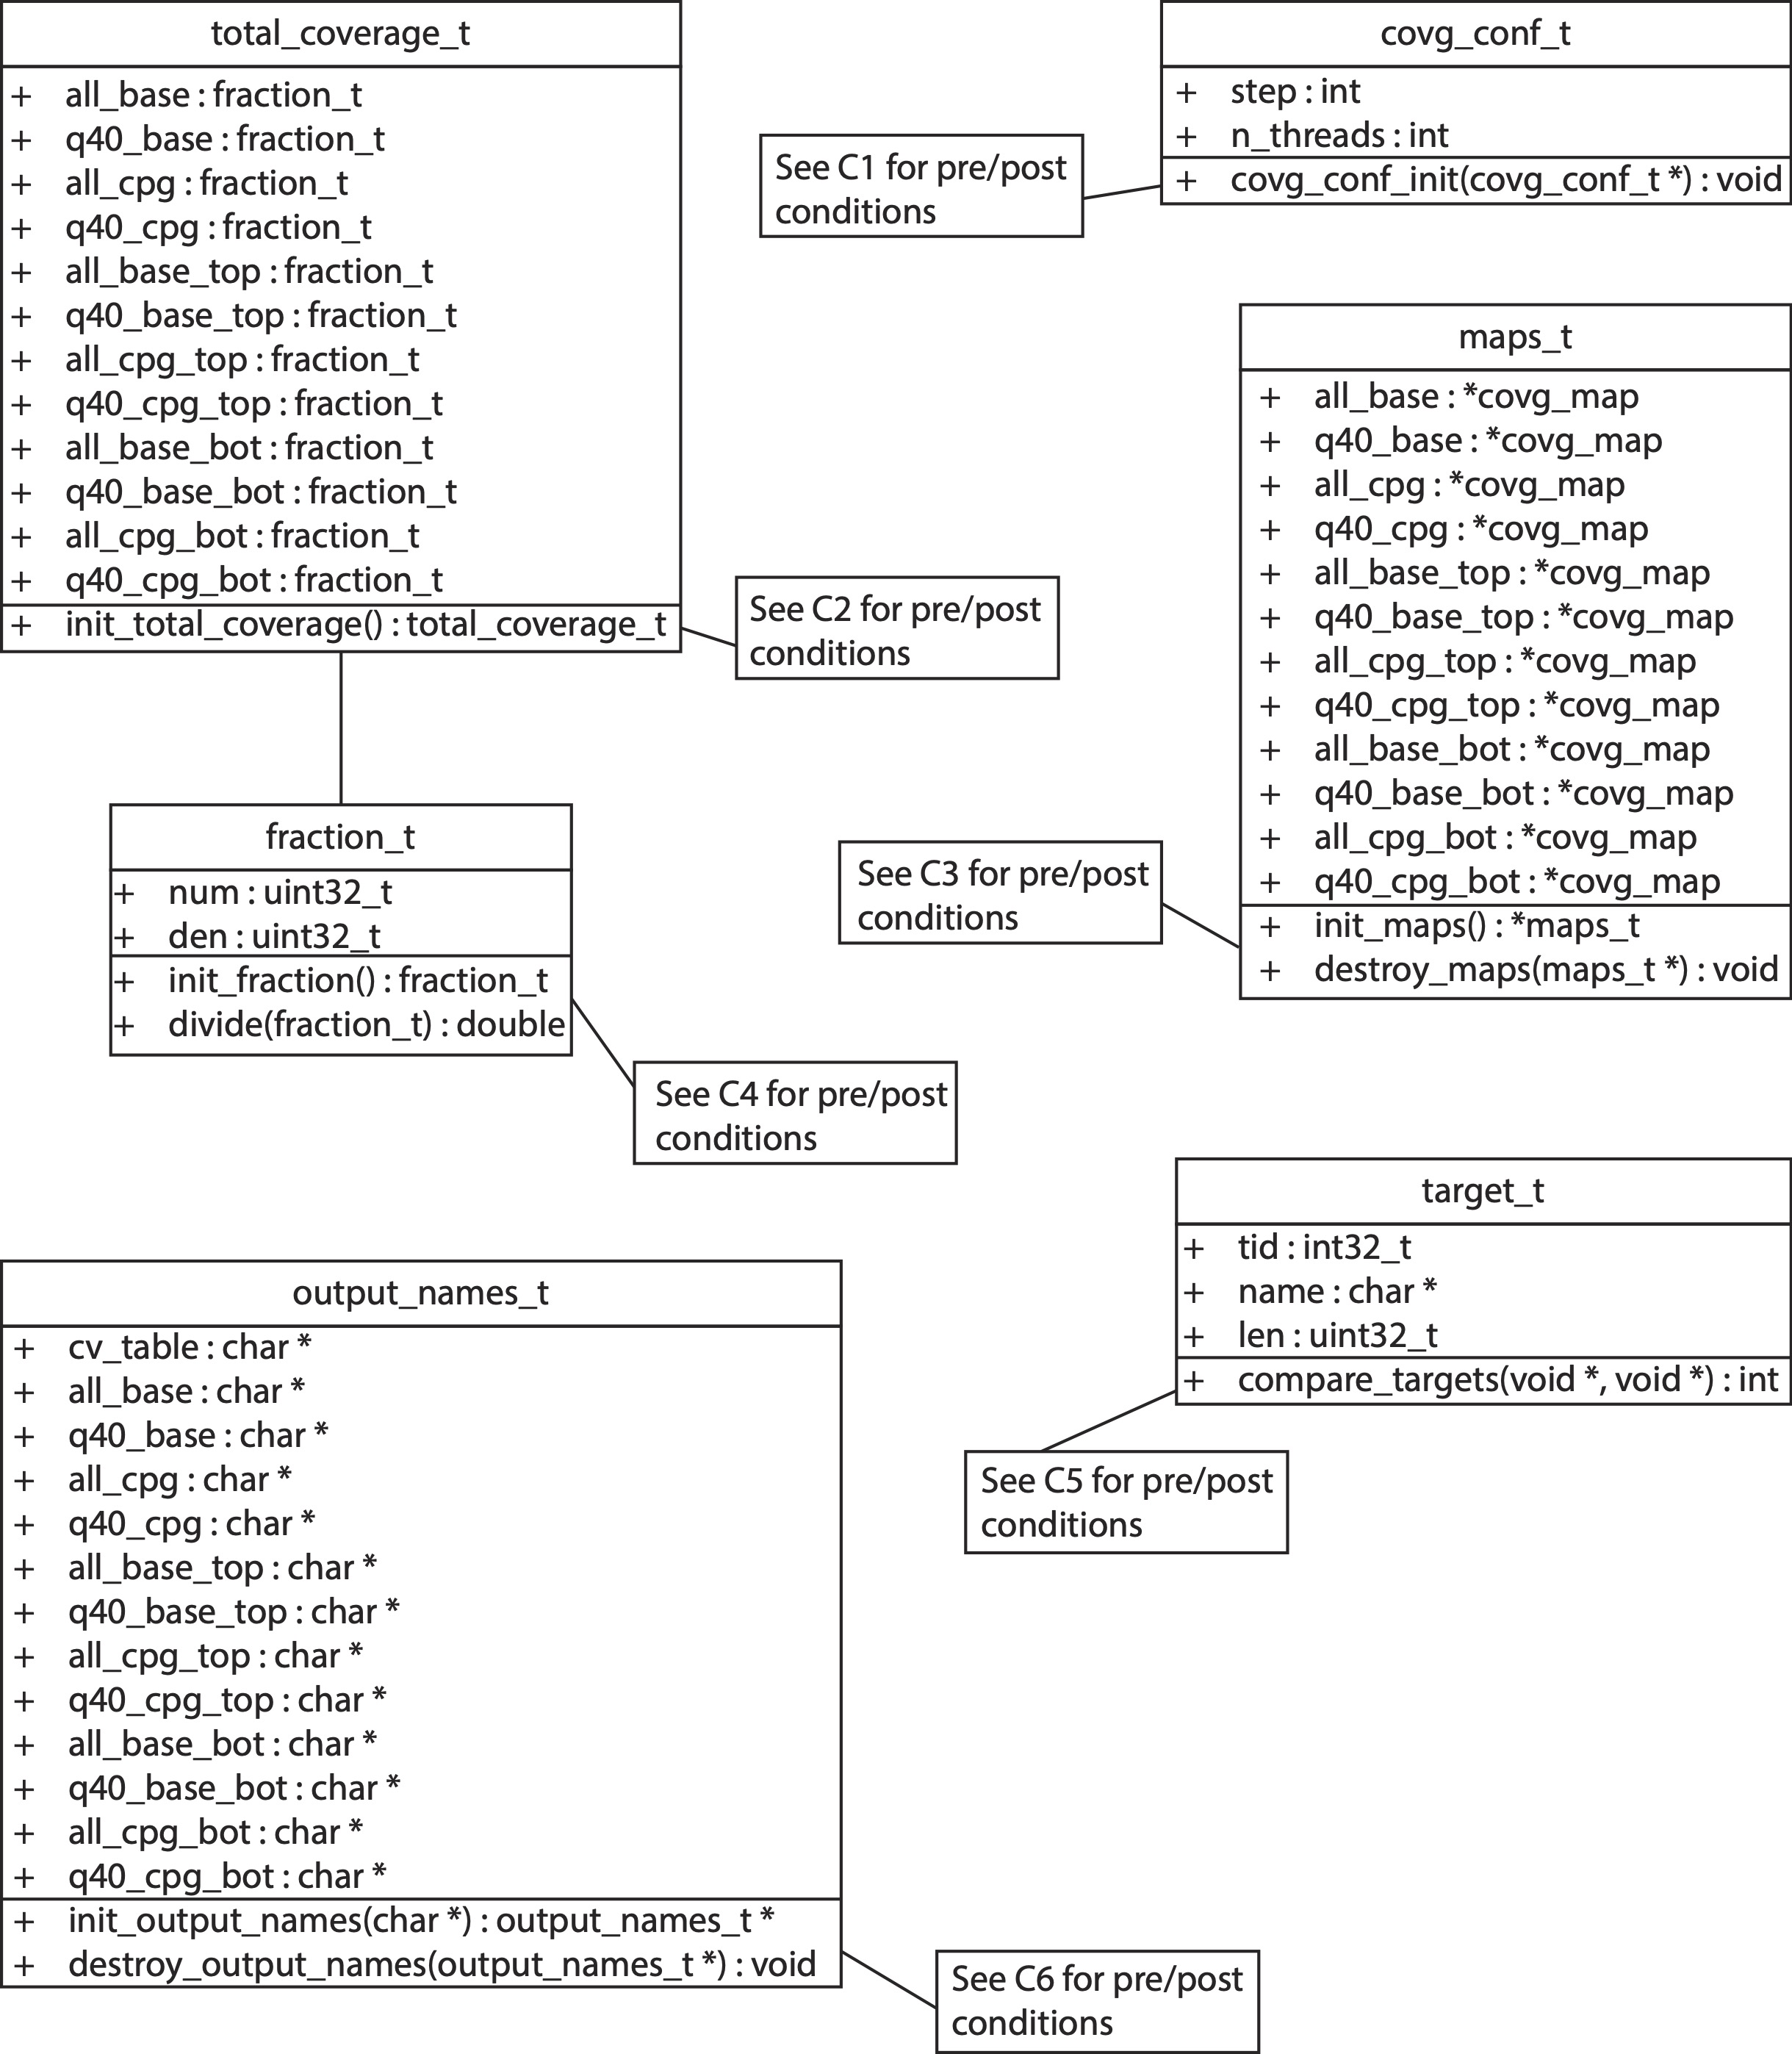 total_coverage_t
+ all_base : fraction_t
+ q40_base : fraction_t
+ all_cpg : fraction_t
+ q40_cpg : fraction_t
+ all_base_top : fraction_t
+ q40_base_top : fraction_t
+ all_cpg_top : fraction_t
+ q40_cpg_top : fraction_t
+ all_base_bot : fraction_t
+ q40_base_bot : fraction_t
+ all_cpg_bot : fraction_t
+ q40_cpg_bot : fraction_t
+ init_total_coverage() : total_coverage_t
See C2 for pre/post
conditions
covg_conf_t
+ step : int
+ n_threads : int
+ covg_conf_init(covg_conf_t *) : void
See C1 for pre/post
conditions
maps_t
+ all_base : *covg_map
+ q40_base : *covg_map
+ all_cpg : *covg_map
+ q40_cpg : *covg_map
+ all_base_top : *covg_map
+ q40_base_top : *covg_map
+ all_cpg_top : *covg_map
+ q40_cpg_top : *covg_map
+ all_base_bot : *covg_map
+ q40_base_bot : *covg_map
+ all_cpg_bot : *covg_map
+ q40_cpg_bot : *covg_map
+ init_maps() : *maps_t
+ destroy_maps(maps_t *) : void
See C3 for pre/post
conditions
fraction_t
+ num : uint32_t
+ den : uint32_t
+ init_fraction() : fraction_t
+ divide(fraction_t) : double
See C4 for pre/post
conditions
target_t
+ tid : int32_t
+ name : char *
+ len : uint32_t
+ compare_targets(void *, void *) : int
See C5 for pre/post
conditions
output_names_t
+ cv_table : char *
+ all_base : char *
+ q40_base : char *
+ all_cpg : char *
+ q40_cpg : char *
+ all_base_top : char *
+ q40_base_top : char *
+ all_cpg_top : char *
+ q40_cpg_top : char *
+ all_base_bot : char *
+ q40_base_bot : char *
+ all_cpg_bot : char *
+ q40_cpg_bot : char *
+ init_output_names(char *) : output_names_t *
+ destroy_output_names(output_names_t *) : void
See C6 for pre/post
conditions